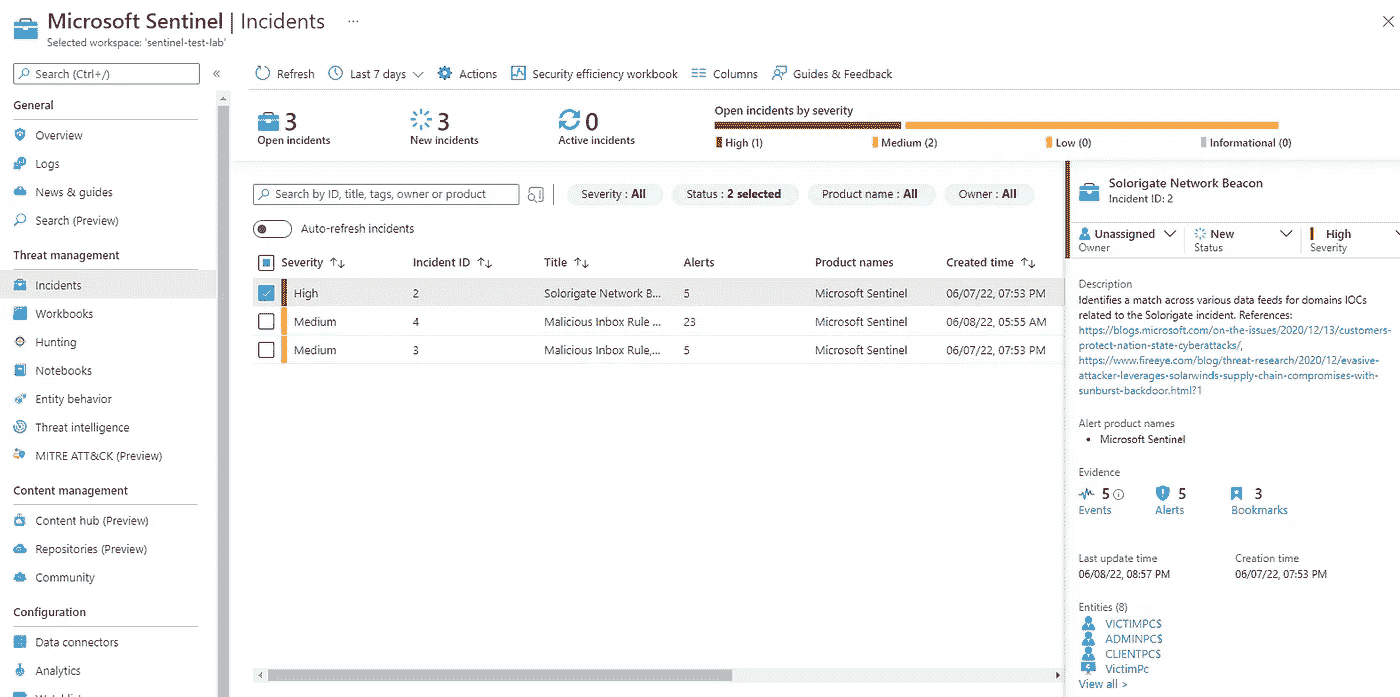 Microsoft Sentinel | Incidents ...
Selected workspace: 'sentinel-test-lab'
Search (Ctrl+/)
«
General
Overview
Logs
News & guides
Search (Preview)
Threat management
Incidents
Workbooks
Hunting
Notebooks
Entity behavior
Threat intelligence
MITRE ATT&CK (Preview)
Content management
Content hub (Preview)
Repositories (Preview)
Community
Configuration
Data connectors
Analytics
Refresh Last 7 days Actions Security efficiency workbook Columns Guides & Feedback
3 Open incidents
3 New incidents
0 Active incidents
Open incidents by severity
High (1) Medium (2) Low (0) Informational (0)
Search by ID, title, tags, owner or product Severity : All Status : 2 selected Product name : All Owner : All
Auto-refresh incidents
Severity Incident ID Title Alerts Product names Created time
High 2 Solorigate Network B... 5 Microsoft Sentinel 06/07/22, 07:53 PM
Medium 4 Malicious Inbox Rule ... 23 Microsoft Sentinel 06/08/22, 05:55 AM
Medium 3 Malicious Inbox Rule,... 5 Microsoft Sentinel 06/07/22, 07:53 PM
Solorigate Network Beacon
Incident ID: 2
Unassigned New High
Owner Status Severity
Description
Identifies a match across various data feeds for domains IOCs
related to the Solorigate incident. References:
https://blogs.microsoft.com/on-the-issues/2020/12/13/customers-
protect-nation-state-cyberattacks/,
https://www.fireeye.com/blog/threat-research/2020/12/evasive-
attacker-leverages-solarwinds-supply-chain-compromises-with-
sunburst-backdoor.html?1
Alert product names
• Microsoft Sentinel
Evidence
5 5 3
Events Alerts Bookmarks
Last update time Creation time
06/08/22, 08:57 PM 06/07/22, 07:53 PM
Entities (8)
VICTIMPC$
ADMINPC$
CLIENTPC$
VictimPc
View all >